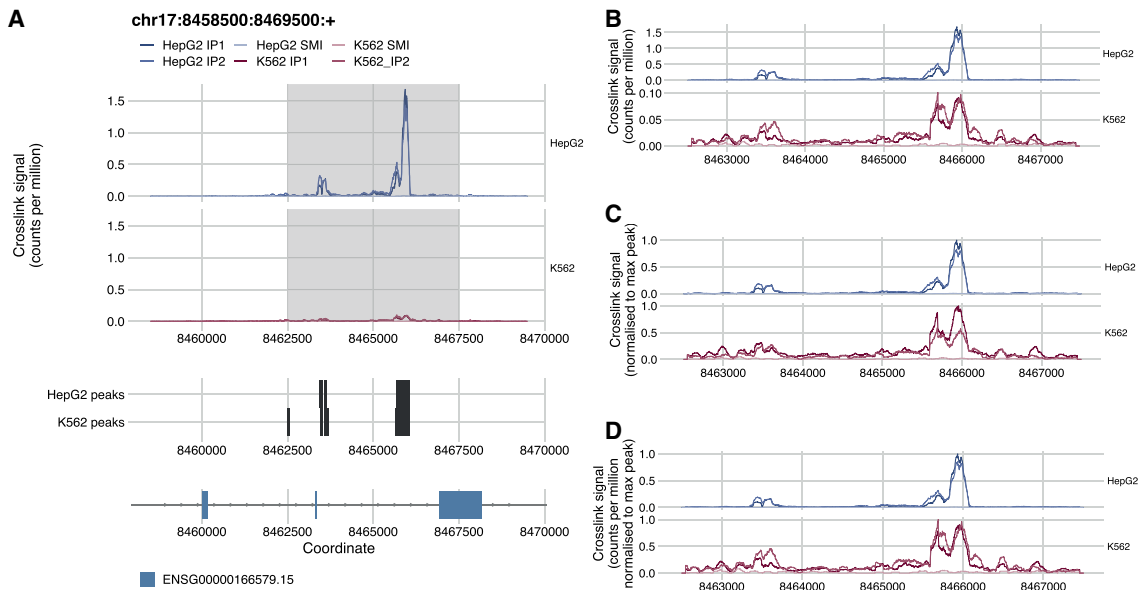 A
chr17:8458500:8469500:+
HepG2 IP1
HepG2 SMI
K562 SMI
HepG2 IP2
K562 IP1
K562_IP2
Crosslink signal
(counts per million)
1.5
1.0
0.5
0.0
HepG2
1.5
1.0
0.5
0.0
K562
8460000 8462500 8465000 8467500 8470000
HepG2 peaks
K562 peaks
8460000 8462500 8465000 8467500 8470000
8460000 8462500 8465000 8467500 8470000
Coordinate
ENSG00000166579.15
B
Crosslink signal
(counts per million)
1.5
1.0
0.5
0.0
HepG2
0.10
0.05
0.00
K562
8463000 8464000 8465000 8466000 8467000
C
Crosslink signal
(normalised to max peak)
1.0
0.5
0.0
HepG2
1.0
0.5
0.0
K562
8463000 8464000 8465000 8466000 8467000
D
Crosslink signal
(counts per million
normalised to max peak)
1.0
0.5
0.0
HepG2
1.0
0.5
0.0
K562
8463000 8464000 8465000 8466000 8467000